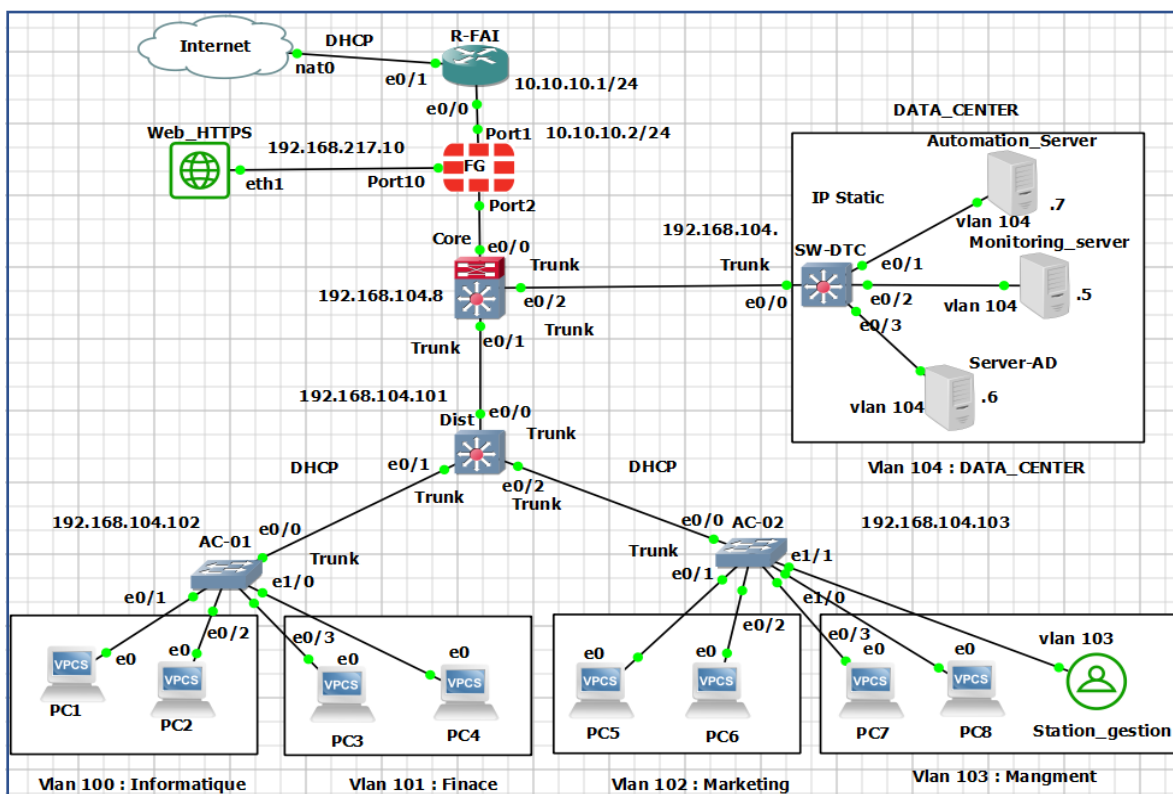 Internet
DHCP
R-FAI
nat0
e0/1
10.10.10.1/24
e0/0
DATA_CENTER
Web_HTTPS
Port1
10.10.10.2/24
Automation_Server
192.168.217.10
FG
eth1
Port10
IP Static
.7
Port2
vlan 104
Core
e0/0
192.168.104.
Monitoring_server
Trunk
Trunk
SW-DTC
e0/1
192.168.104.8
e0/2
e0/0
e0/2
.5
vlan 104
e0/3
Trunk
e0/1
Trunk
Server-AD
192.168.104.101
e0/0
vlan 104
.6
Dist
Trunk
DHCP
e0/1
DHCP
Vlan 104 : DATA_CENTER
Trunk
e0/2
Trunk
192.168.104.102
e0/0
e0/0
AC-02
192.168.104.103
AC-01
Trunk
Trunk
e1/1
e0/1
e1/0
e0/1
e1/0
e0/2
e0/2
e0/3
e0/3
vlan 103
e0
e0
e0
e0
e0
e0
e0
e0
VPCS
VPCS
VPCS
VPCS
VPCS
VPCS
VPCS
VPCS
PC1
PC2
PC3
PC4
PC5
PC6
PC7
PC8
Station_gestion
Vlan 100 : Informatique
Vlan 101 : Finace
Vlan 102 : Marketing
Vlan 103 : Mangment